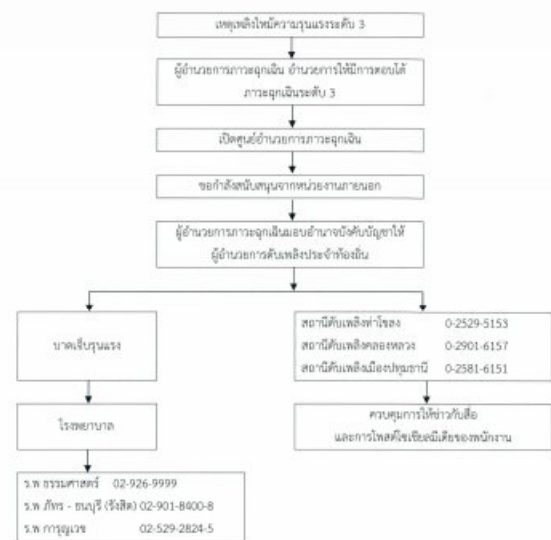 เหตุเพลิงไหม้ความรุนแรงระดับ 3
ผู้อำนวยการภาวะฉุกเฉิน อำนวยการให้มีการตอบโต้
ภาวะฉุกเฉินระดับ 3
เปิดศูนย์อำนวยการภาวะฉุกเฉิน
ขอกำลังสนับสนุนจากหน่วยงานภายนอก
ผู้อำนวยการภาวะฉุกเฉินมอบอำนาจบังคับบัญชาให้
ผู้อำนวยการดับเพลิงประจำท้องถิ่น
บาดเจ็บรุนแรง
โรงพยาบาล
ร.พ ธรรมศาสตร์ 02-926-9999
ร.พ ภัทร - ธนบุรี (รังสิต) 02-901-8400-8
ร.พ การุญเวช 02-529-2824-5
สถานีดับเพลิงท่าโขลง 0-2529-5153
สถานีดับเพลิงคลองหลวง 0-2901-6157
สถานีดับเพลิงเมืองปทุมธานี 0-2581-6151
ควบคุมการให้ข่าวกับสื่อ
และการโพสต์โซเชียลมีเดียของพนักงาน